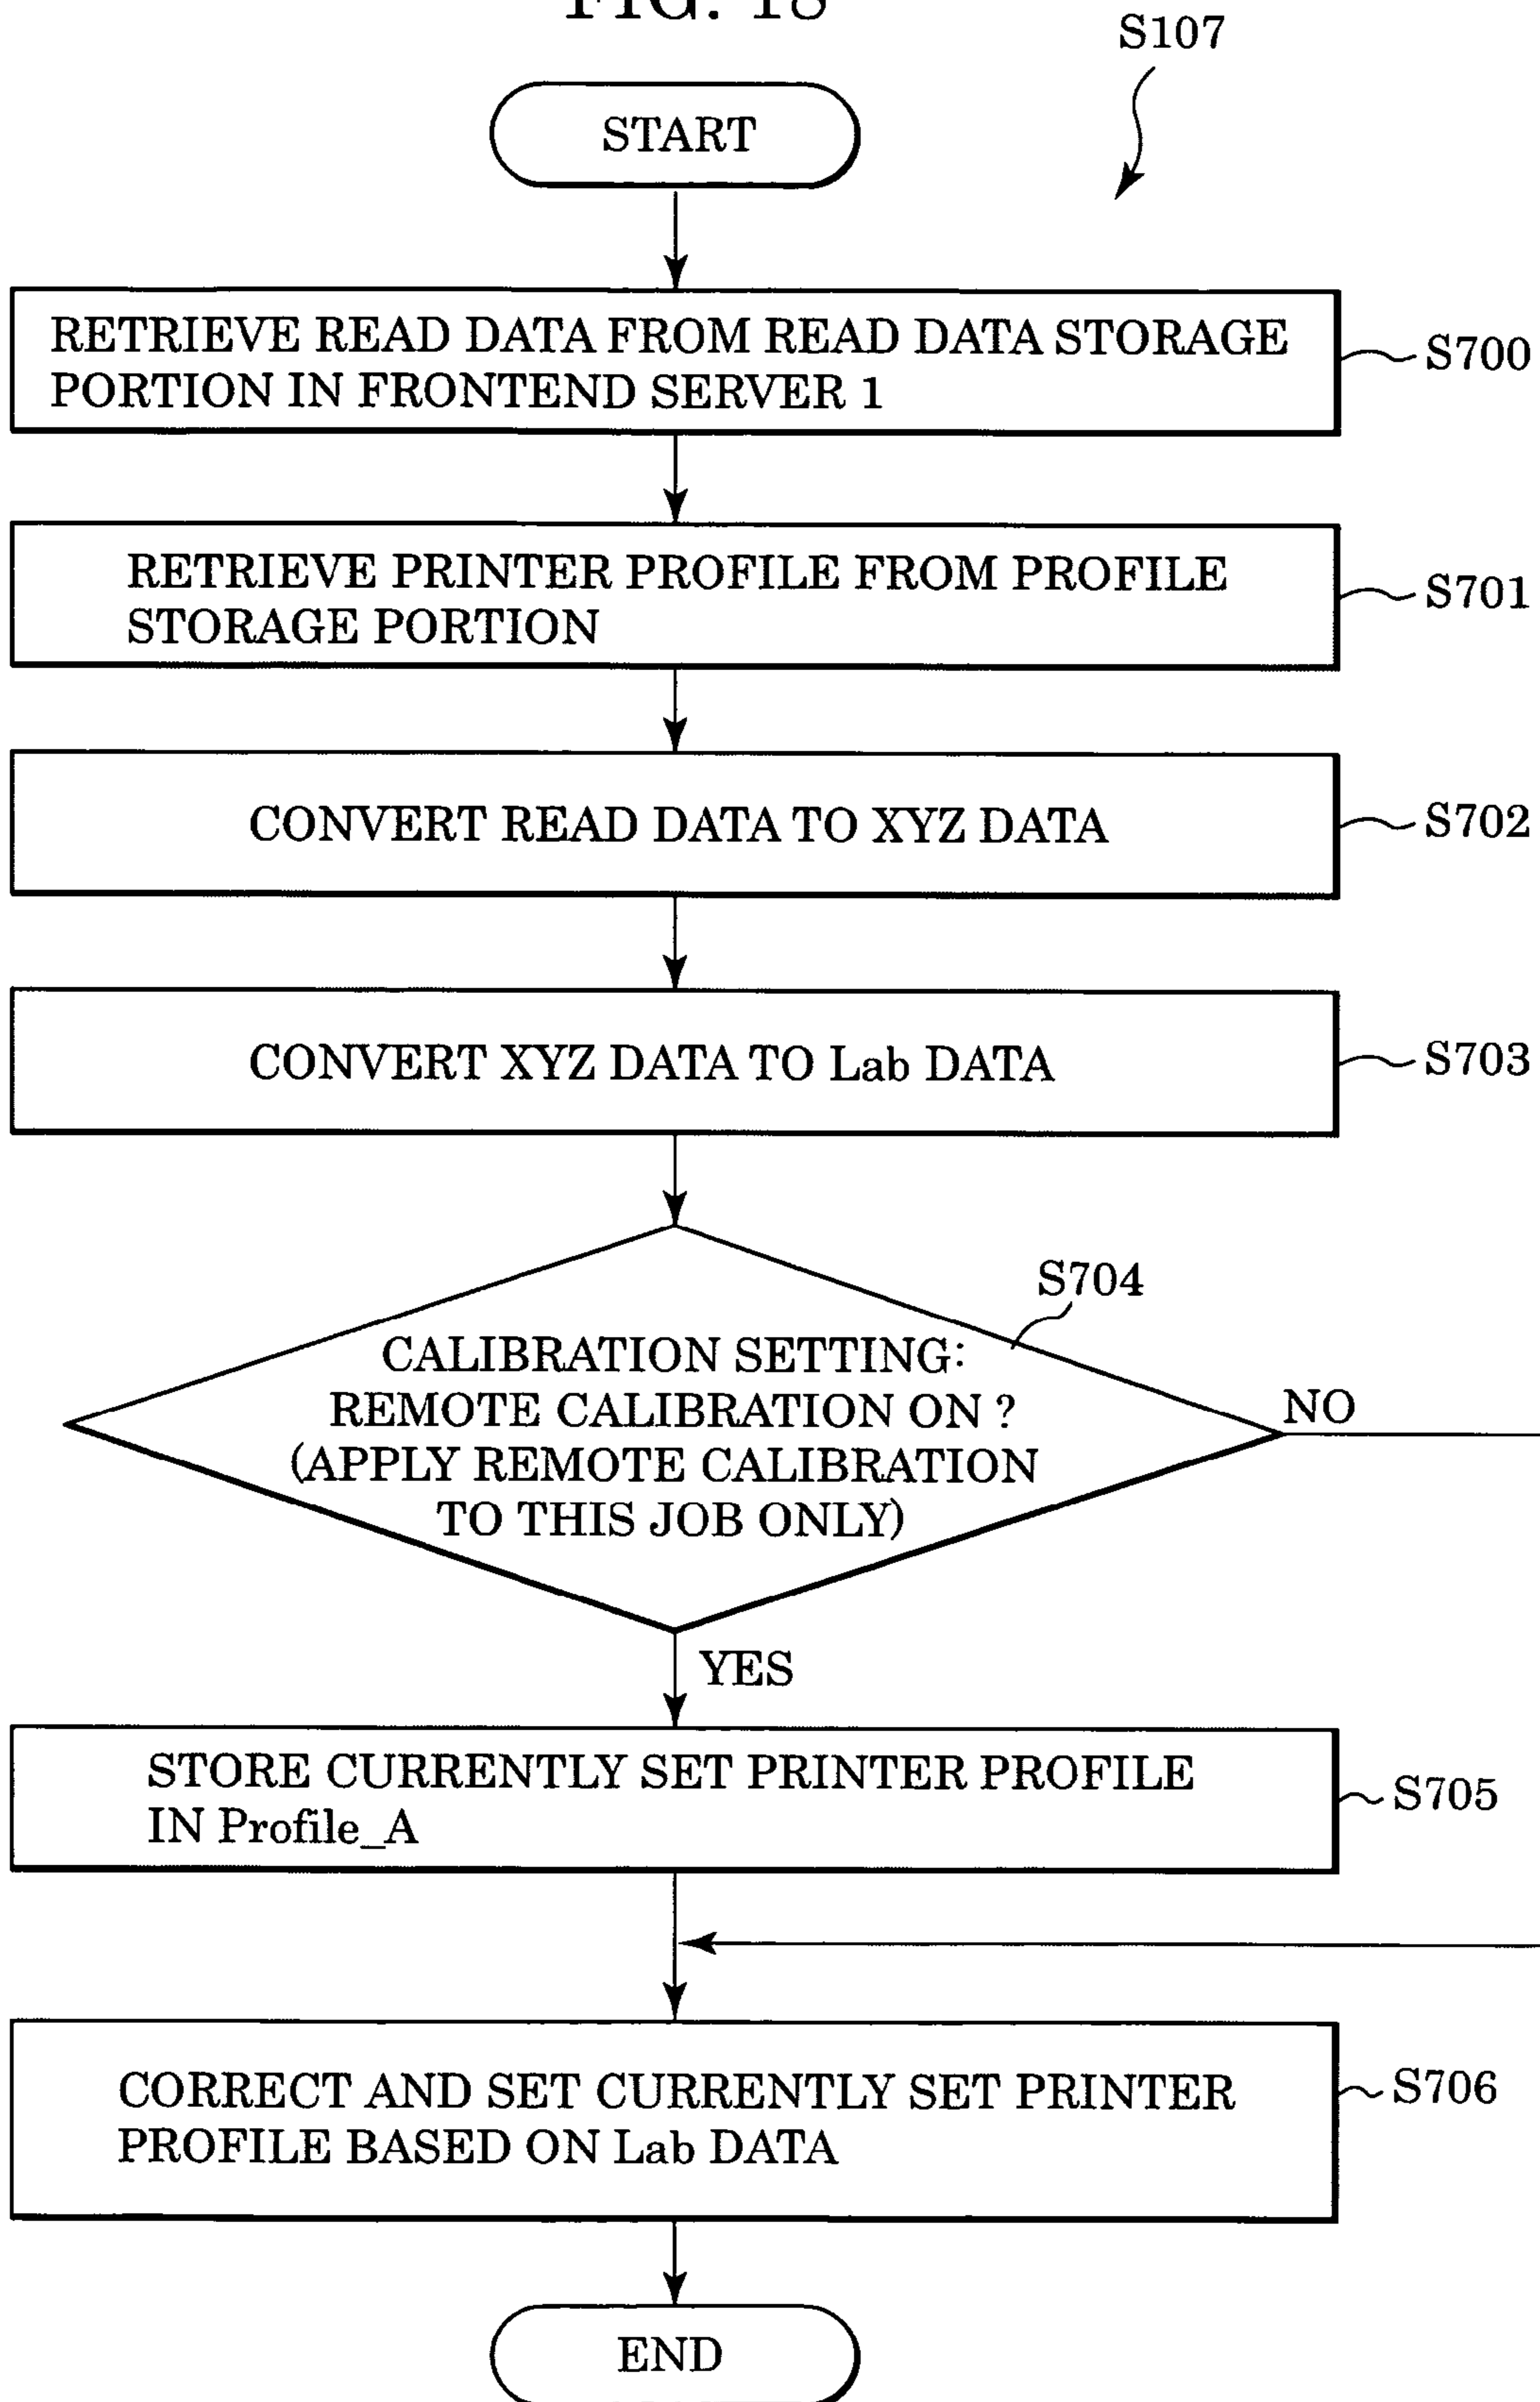 S107
START
RETRIEVE READ DATA FROM READ DATA STORAGE
PORTION IN FRONTEND SERVER 1
S700
RETRIEVE PRINTER PROFILE FROM PROFILE
STORAGE PORTION
S701
CONVERT READ DATA TO XYZ DATA
S702
CONVERT XYZ DATA TO Lab DATA
S703
S704
CALIBRATION SETTING:
REMOTE CALIBRATION ON ?
(APPLY REMOTE CALIBRATION
TO THIS JOB ONLY)
NO
YES
STORE CURRENTLY SET PRINTER PROFILE
IN Profile_A
S705
CORRECT AND SET CURRENTLY SET PRINTER
PROFILE BASED ON Lab DATA
S706
END